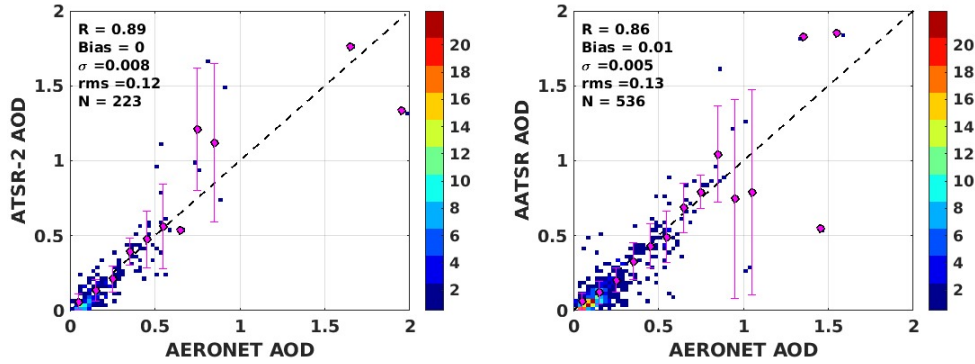 R = 0.89
Bias = 0
σ =0.008
rms =0.12
N = 223
ATSR-2 AOD
2
1.5
1
0.5
0
0 0.5 1 1.5 2
AERONET AOD
20
18
16
14
12
10
8
6
4
2
R = 0.86
Bias = 0.01
σ =0.005
rms =0.13
N = 536
AATSR AOD
2
1.5
1
0.5
0
0 0.5 1 1.5 2
AERONET AOD
20
18
16
14
12
10
8
6
4
2